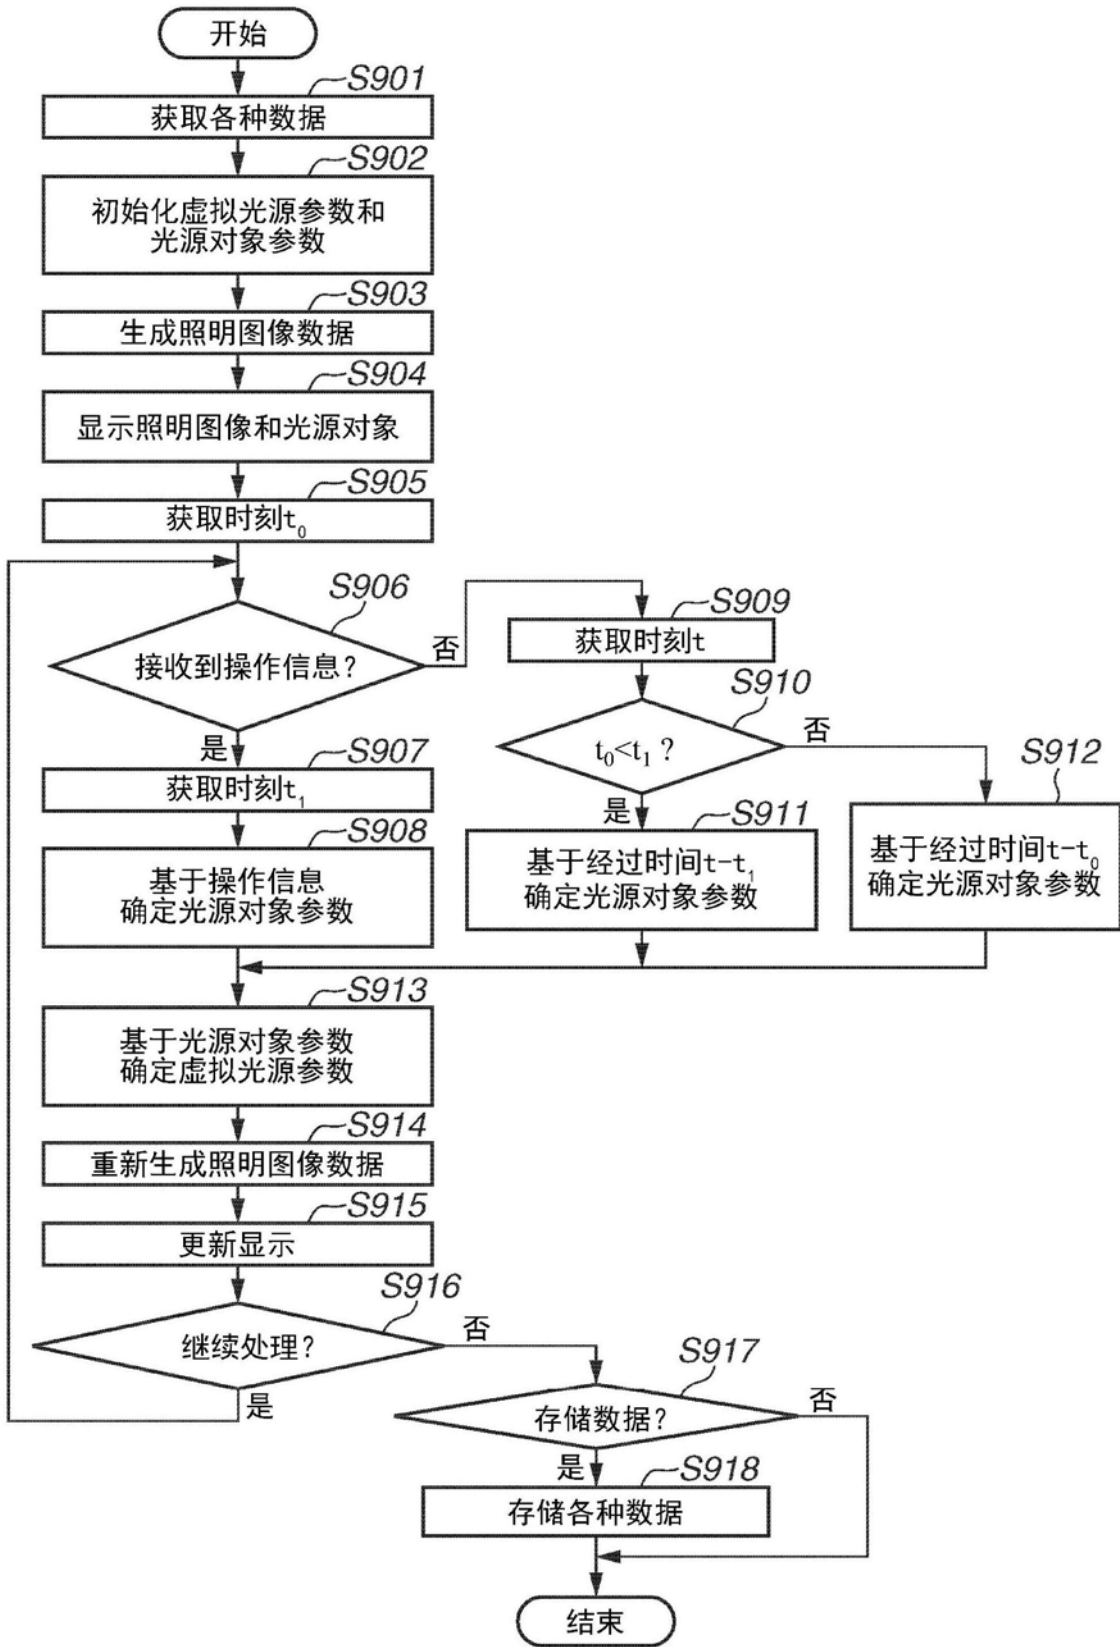 开始
S901
获取各种数据
S902
初始化虚拟光源参数和
光源对象参数
S903
生成照明图像数据
S904
显示照明图像和光源对象
S905
获取时刻t₀
S906
接收到操作信息?
否
是
S907
获取时刻t₁
S908
基于操作信息
确定光源对象参数
S909
获取时刻t
S910
t₀<t₁ ?
否
是
S911
基于经过时间t-t₁
确定光源对象参数
S912
基于经过时间t-t₀
确定光源对象参数
S913
基于光源对象参数
确定虚拟光源参数
S914
重新生成照明图像数据
S915
更新显示
S916
继续处理?
否
是
S917
存储数据?
否
是
S918
存储各种数据
结束